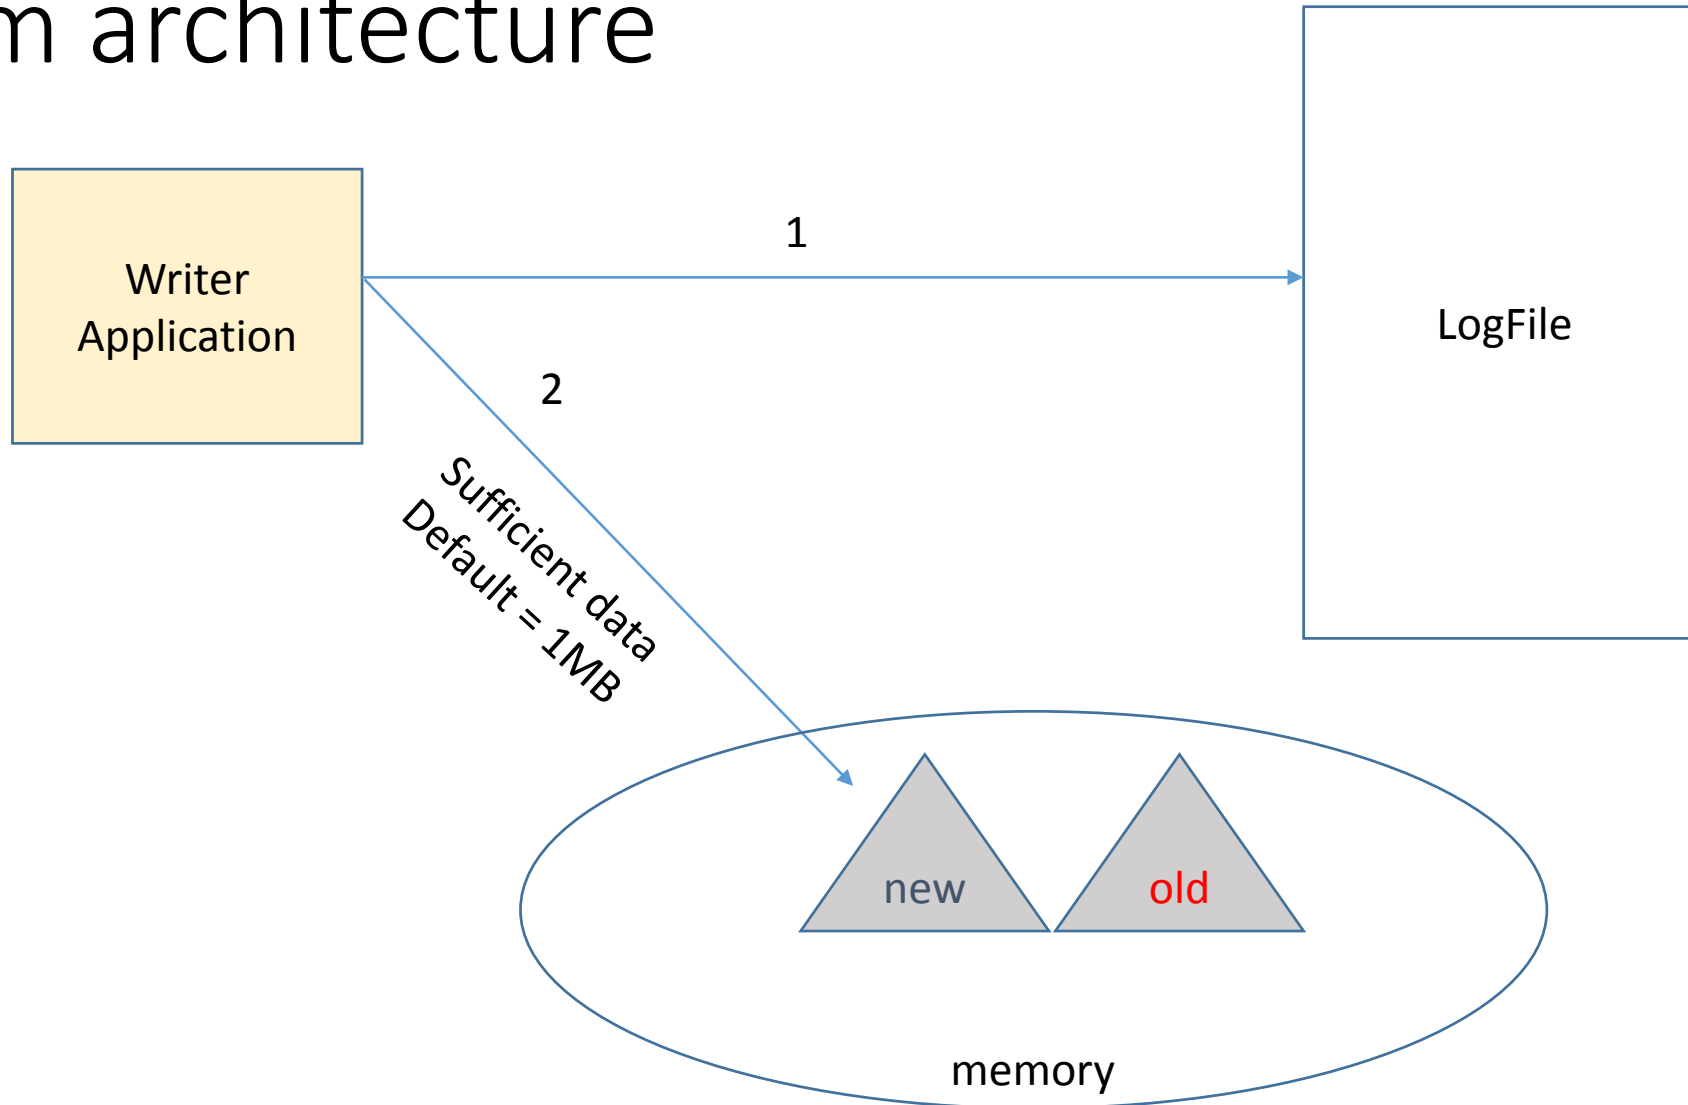 m architecture
1
Writer
Application
LogFile
2
Sufficient data
Default = 1MB
new
old
memory